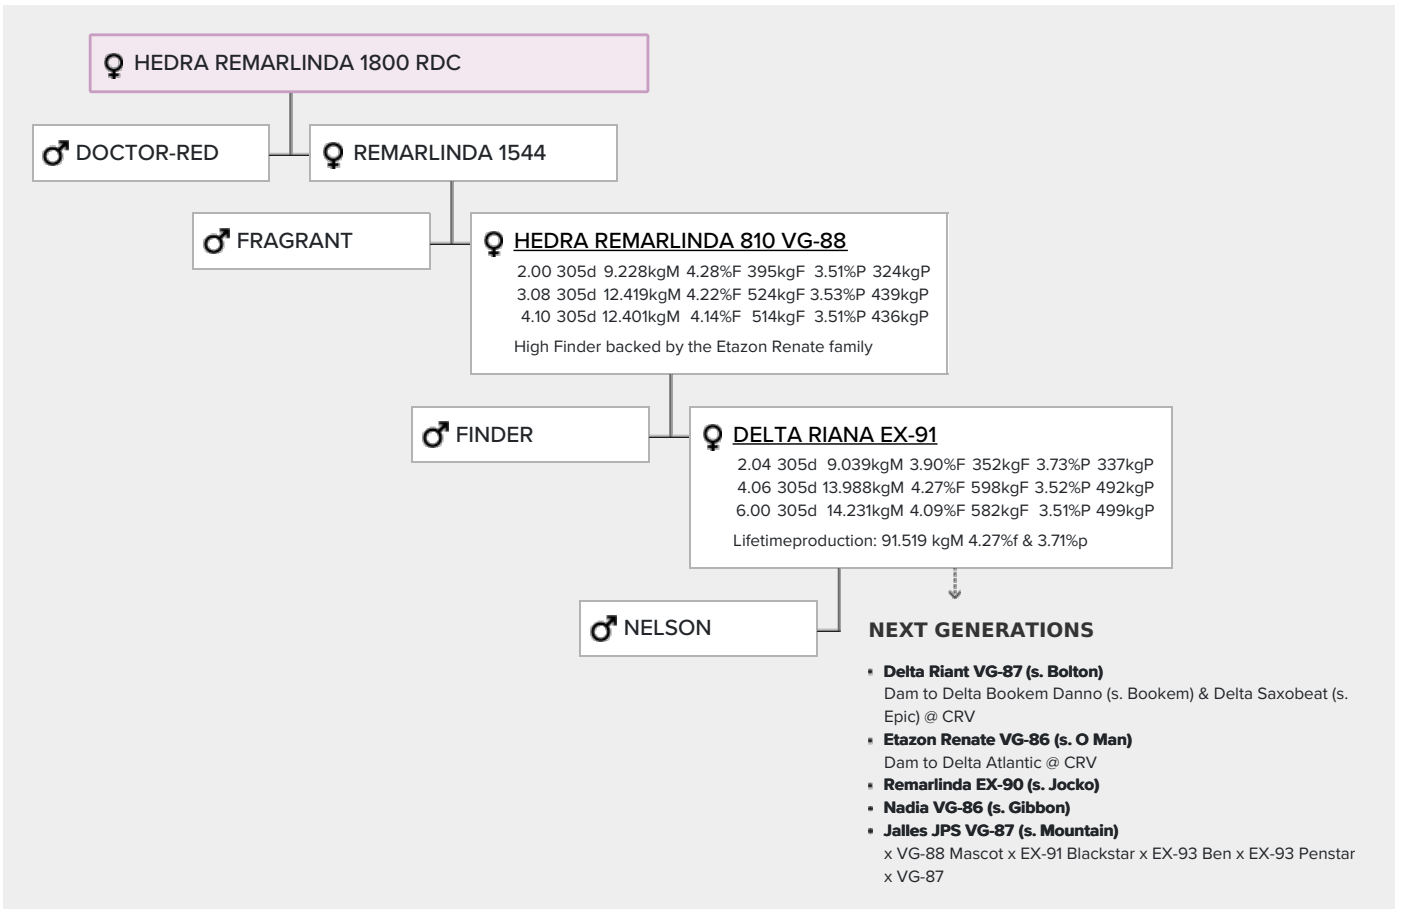 HEDRA REMARLINDA 1800 RDC
DOCTOR-RED
REMARLINDA 1544
FRAGRANT
HEDRA REMARLINDA 810 VG-88
2.00 305d 9.228kgM 4.28%F 395kgF 3.51%P 324kgP
3.08 305d 12.419kgM 4.22%F 524kgF 3.53%P 439kgP
4.10 305d 12.401kgM 4.14%F 514kgF 3.51%P 436kgP
High Finder backed by the Etazon Renate family
FINDER
DELTA RIANA EX-91
2.04 305d 9.039kgM 3.90%F 352kgF 3.73%P 337kgP
4.06 305d 13.988kgM 4.27%F 598kgF 3.52%P 492kgP
6.00 305d 14.231kgM 4.09%F 582kgF 3.51%P 499kgP
Lifetimeproduction: 91.519 kgM 4.27%f & 3.71%p
NELSON
NEXT GENERATIONS
▪ Delta Riant VG-87 (s. Bolton)
Dam to Delta Bookem Danno (s. Bookem) & Delta Saxobeat (s.
Epic) @ CRV
▪ Etazon Renate VG-86 (s. O Man)
Dam to Delta Atlantic @ CRV
▪ Remarlinda EX-90 (s. Jocko)
▪ Nadia VG-86 (s. Gibbon)
▪ Jalles JPS VG-87 (s. Mountain)
x VG-88 Mascot x EX-91 Blackstar x EX-93 Ben x EX-93 Penstar
x VG-87